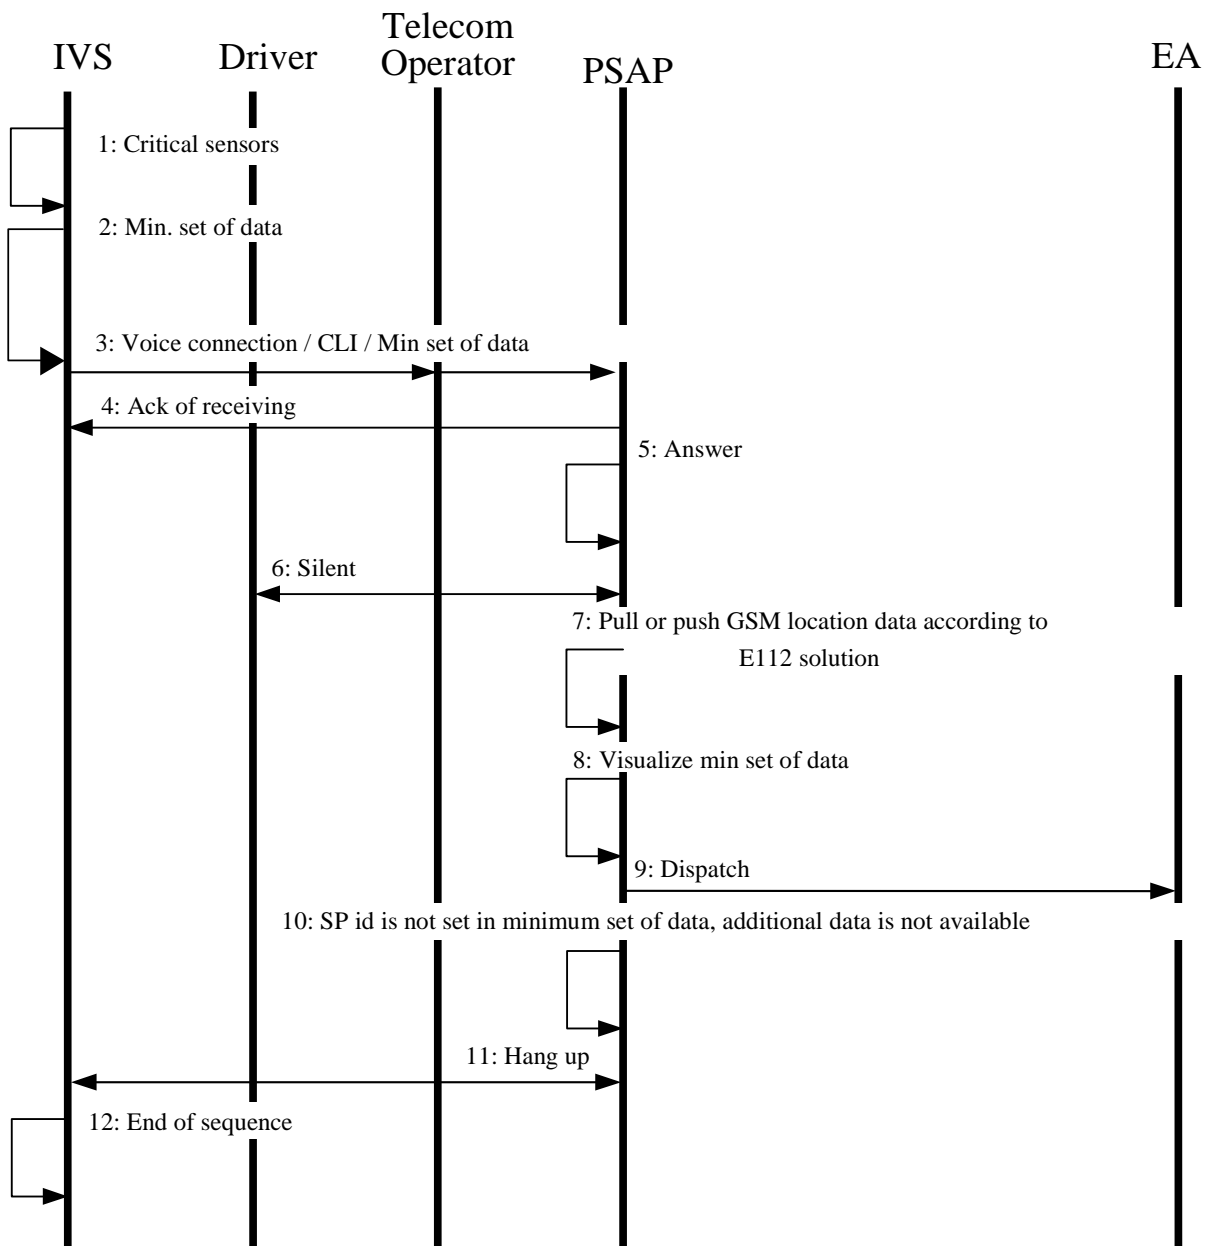 IVS
Driver
Telecom
Operator
PSAP
EA
1: Critical sensors
2: Min. set of data
3: Voice connection / CLI / Min set of data
4: Ack of receiving
5: Answer
6: Silent
7: Pull or push GSM location data according to
E112 solution
8: Visualize min set of data
9: Dispatch
10: SP id is not set in minimum set of data, additional data is not available
11: Hang up
12: End of sequence